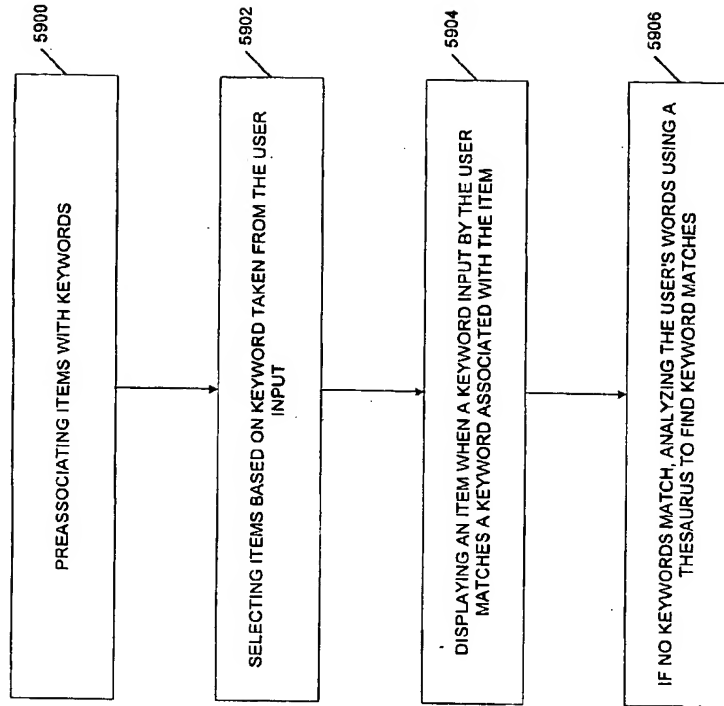 5900
PREASSOCIATING ITEMS WITH KEYWORDS
5902
SELECTING ITEMS BASED ON KEYWORD TAKEN FROM THE USER
INPUT
5904
DISPLAYING AN ITEM WHEN A KEYWORD INPUT BY THE USER
MATCHES A KEYWORD ASSOCIATED WITH THE ITEM
5906
IF NO KEYWORDS MATCH, ANALYZING THE USER'S WORDS USING A
THESAURUS TO FIND KEYWORD MATCHES